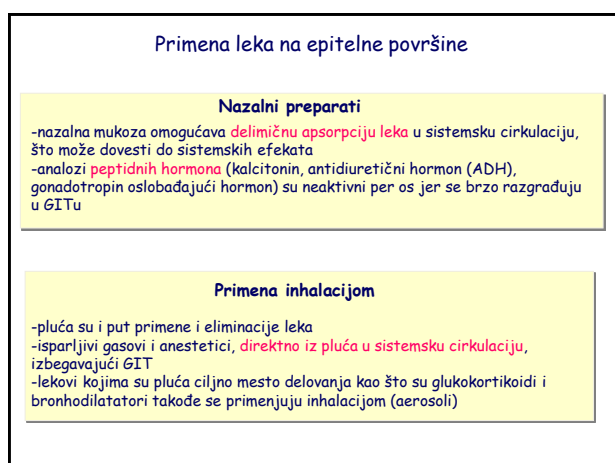 Primena leka na epitelne površine
Nazalni preparati
-nazalna mukoza omogućava delimičnu apsorpciju leka u sistemsku cirkulaciju,
što može dovesti do sistemskih efekata
-analozi peptidnih hormona (kalcitonin, antidiuretični hormon (ADH),
gonadotropin oslobađajući hormon) su neaktivni per os jer se brzo razgrađuju
u GITu
Primena inhalacijom
-pluća su i put primene i eliminacije leka
-isparljivi gasovi i anestetici, direktno iz pluća u sistemsku cirkulaciju,
izbegavajući GIT
-lekovi kojima su pluća ciljno mesto delovanja kao što su glukokortikoidi i
bronhodilatatori takođe se primenjuju inhalacijom (aerosoli)